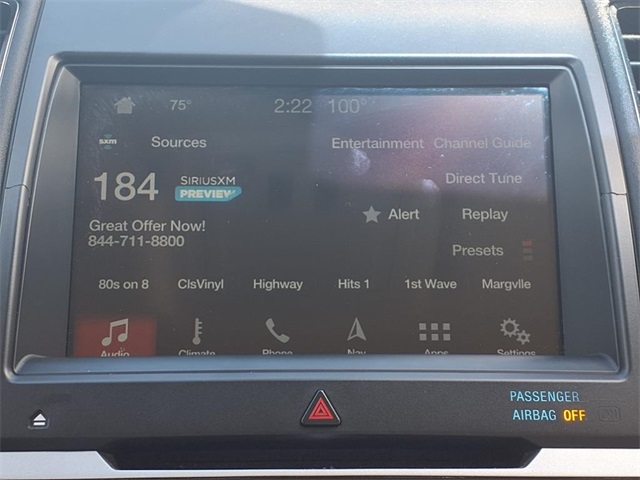 75° 2:22 100°
sxm Sources Entertainment Channel Guide
184 SIRIUSXM PREVIEW Direct Tune
Alert Replay
Great Offer Now!
844-711-8800
Presets
80s on 8 ClsVinyl Highway Hits 1 1st Wave Margvlle
Audio Climate Phone Nav Apps Settings
PASSENGER
AIRBAG OFF